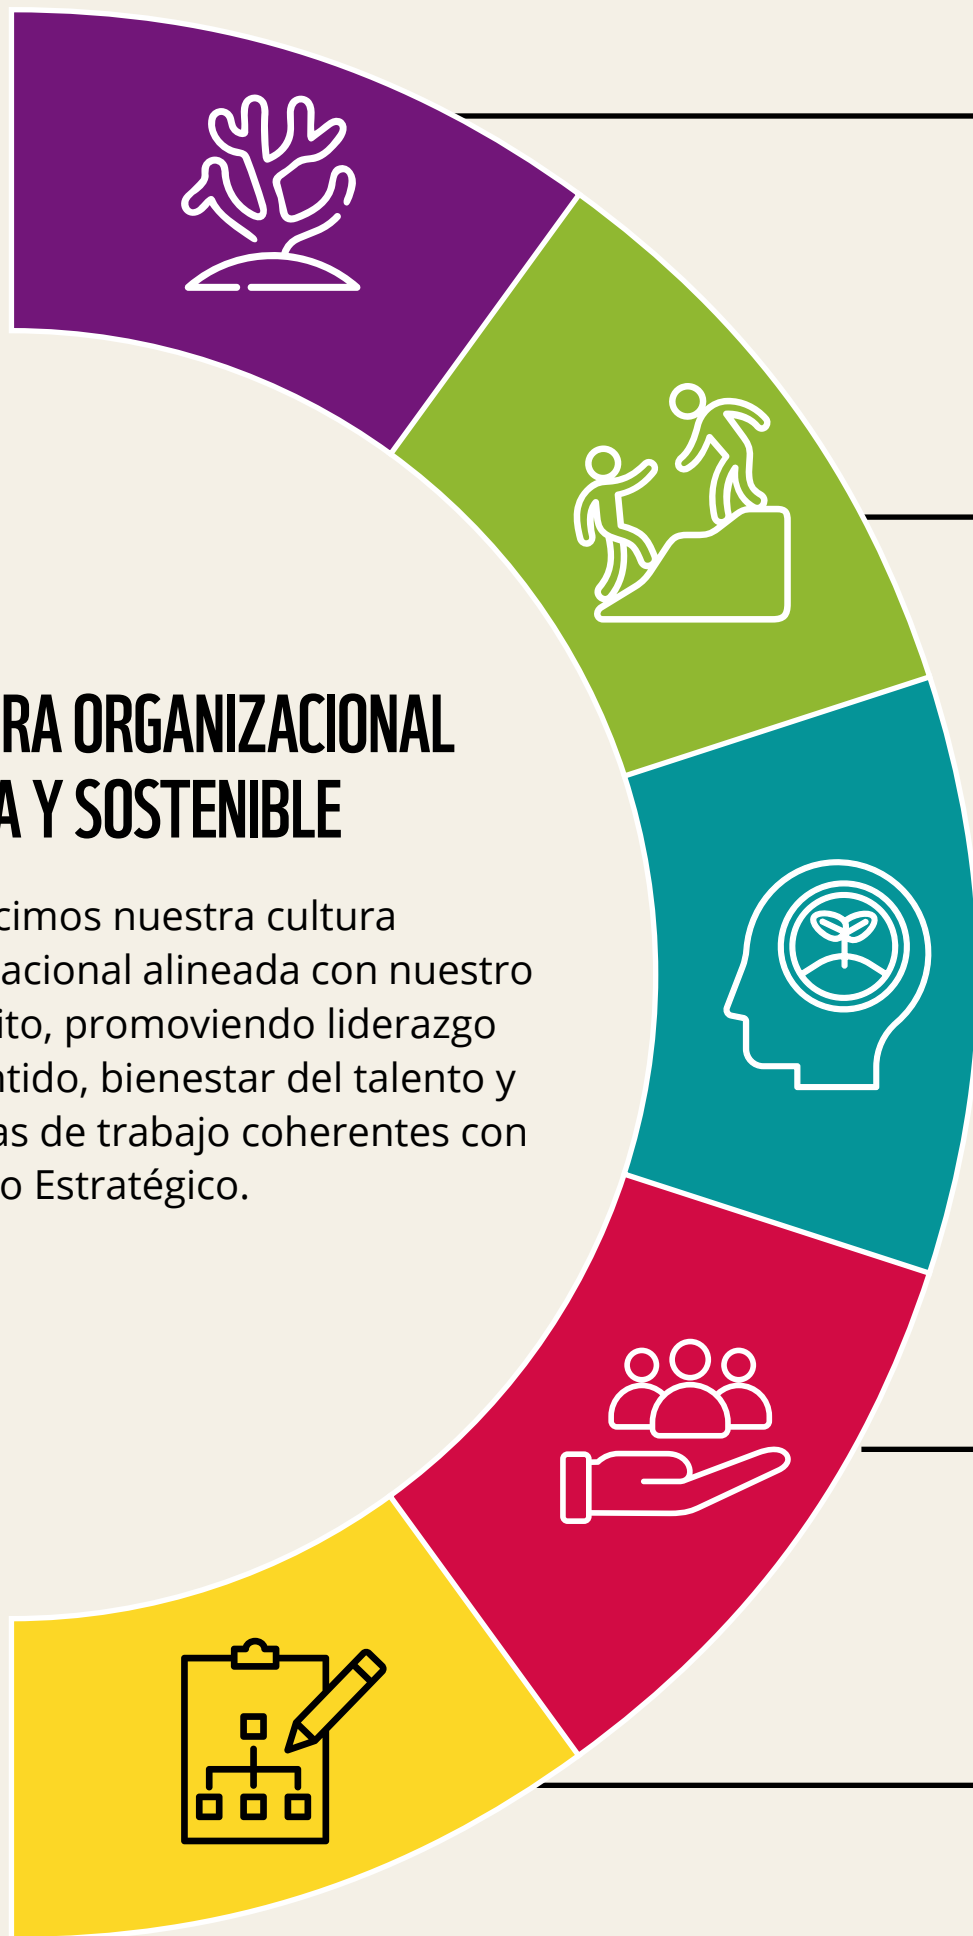 RA ORGANIZACIONAL
A Y SOSTENIBLE
cimos nuestra cultura
acional alineada con nuestro
ito, promoviendo liderazgo
ntido, bienestar del talento y
as de trabajo coherentes con
o Estratégico.